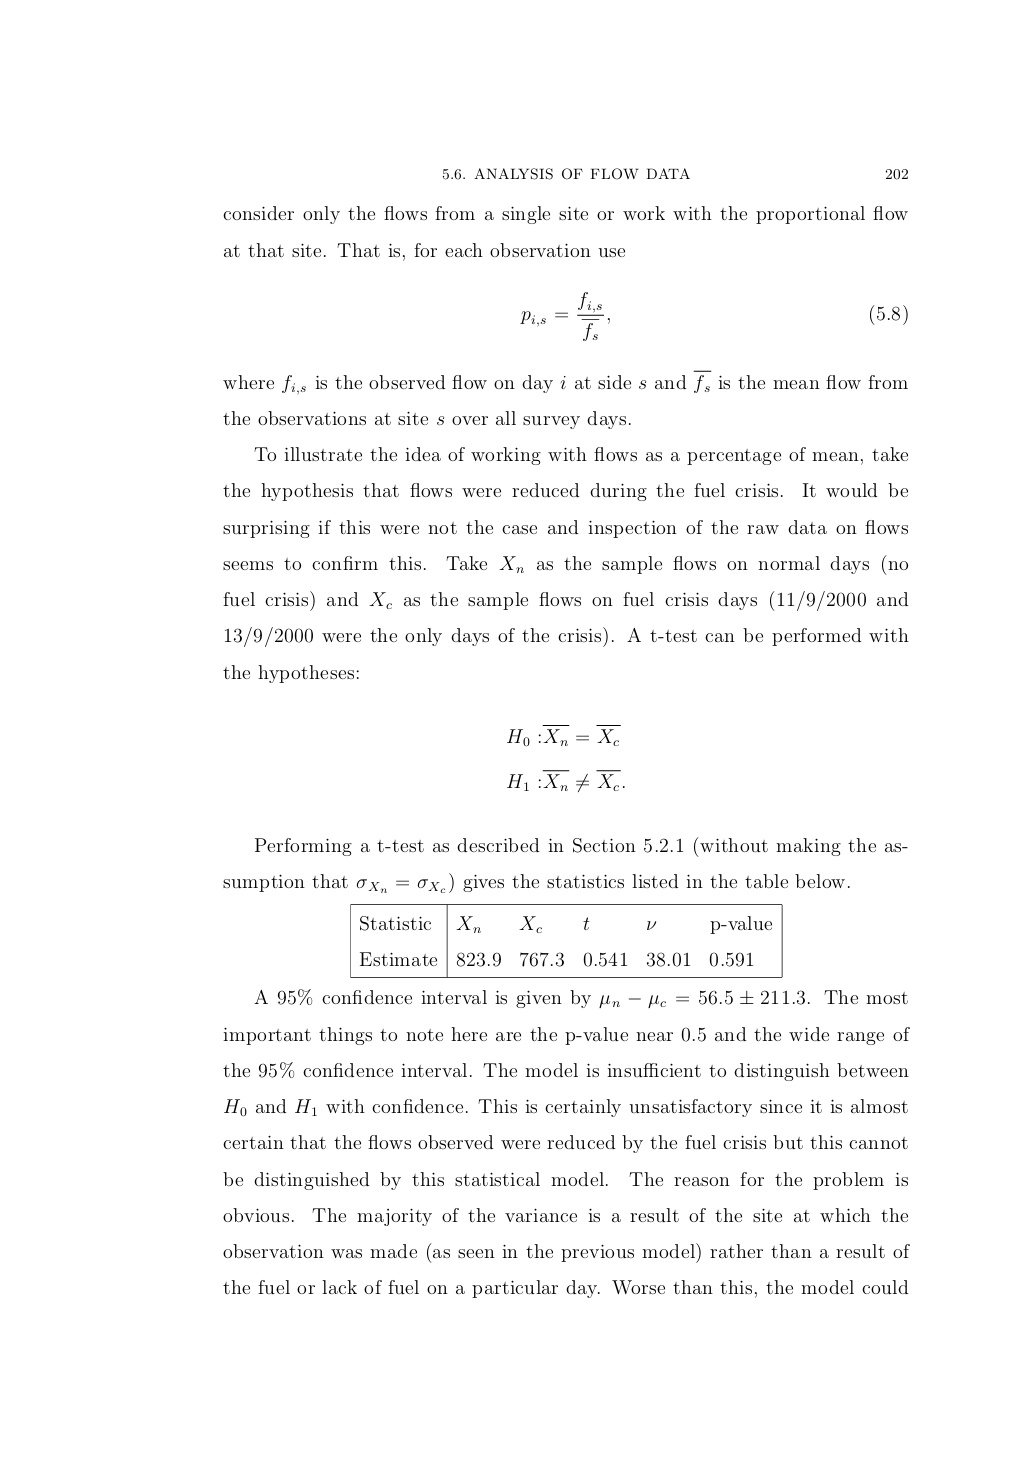 5.6. ANALYSIS OF FLOW DATA 202
consider only the flows from a single site or work with the proportional flow
at that site. That is, for each observation use
p_{i,s} = \frac{f_{i,s}}{\overline{f_s}}, (5.8)
where f_{i,s} is the observed flow on day i at side s and \overline{f_s} is the mean flow from
the observations at site s over all survey days.
To illustrate the idea of working with flows as a percentage of mean, take
the hypothesis that flows were reduced during the fuel crisis. It would be
surprising if this were not the case and inspection of the raw data on flows
seems to confirm this. Take X_n as the sample flows on normal days (no
fuel crisis) and X_c as the sample flows on fuel crisis days (11/9/2000 and
13/9/2000 were the only days of the crisis). A t-test can be performed with
the hypotheses:
H_0 :\overline{X_n} = \overline{X_c}
H_1 :\overline{X_n} ≠ \overline{X_c}.
Performing a t-test as described in Section 5.2.1 (without making the as-
sumption that σ_{X_n} = σ_{X_c}) gives the statistics listed in the table below.
Statistic X_n X_c t ν p-value
Estimate 823.9 767.3 0.541 38.01 0.591
A 95% confidence interval is given by μ_n − μ_c = 56.5 ± 211.3. The most
important things to note here are the p-value near 0.5 and the wide range of
the 95% confidence interval. The model is insufficient to distinguish between
H_0 and H_1 with confidence. This is certainly unsatisfactory since it is almost
certain that the flows observed were reduced by the fuel crisis but this cannot
be distinguished by this statistical model. The reason for the problem is
obvious. The majority of the variance is a result of the site at which the
observation was made (as seen in the previous model) rather than a result of
the fuel or lack of fuel on a particular day. Worse than this, the model could